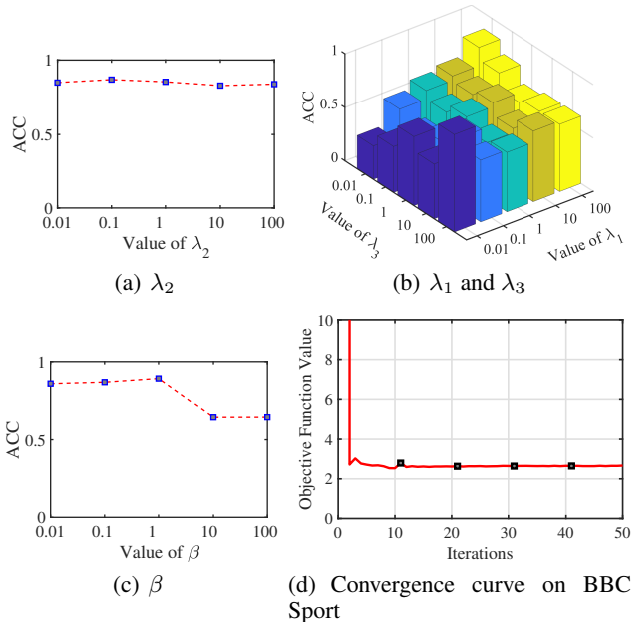 1
0.5
0
ACC
0.01 0.1 1 10 100
Value of λ2
(a) λ2
1
0.5
0
ACC
0.01
0.1
1
10
100
Value of λ3
0.01
0.1
1
10
100
Value of λ1
(b) λ1 and λ3
1
0.5
0
ACC
0.01 0.1 1 10 100
Value of β
(c) β
10
8
6
4
2
0
Objective Function Value
0 10 20 30 40 50
Iterations
(d) Convergence curve on BBC
Sport